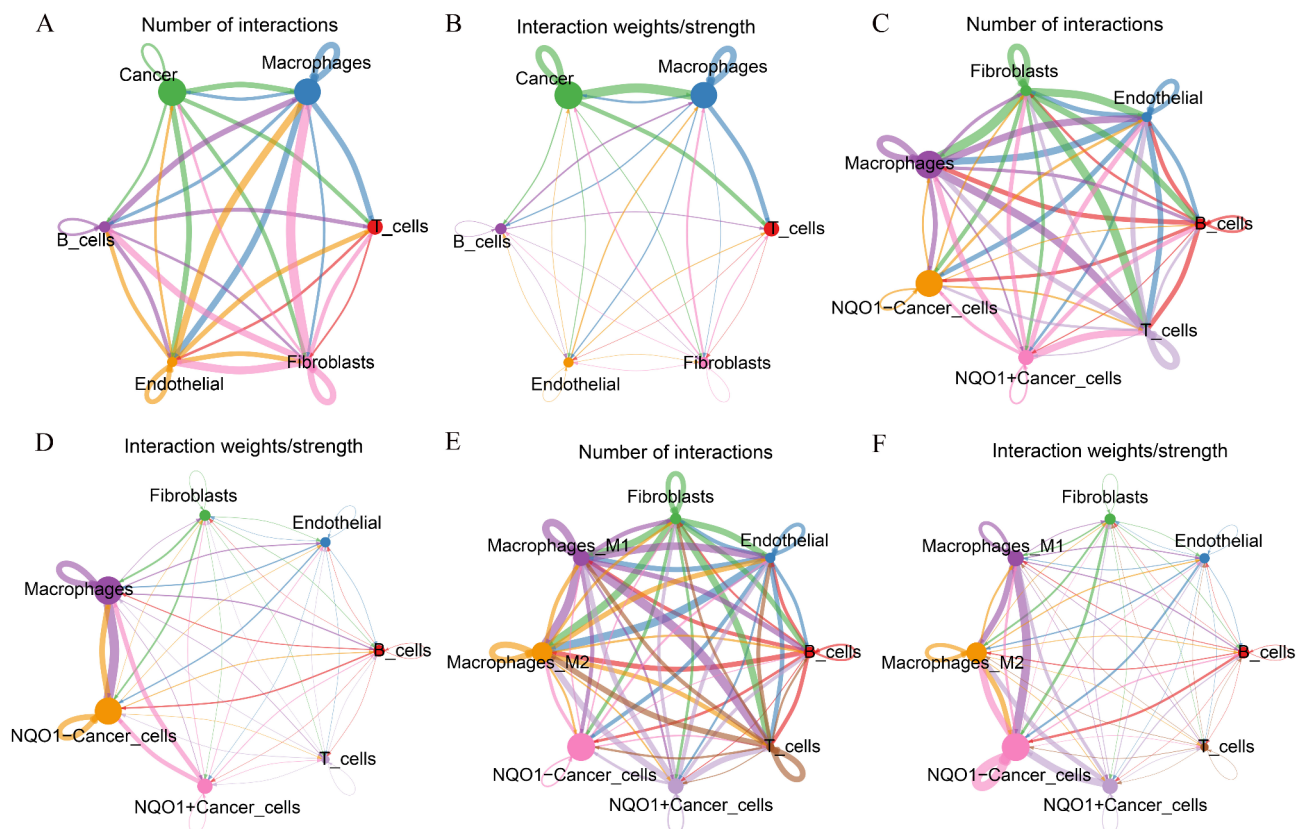 A
Number of interactions
Cancer
Macrophages
B_cells
T_cells
Endothelial
Fibroblasts
B
Interaction weights/strength
Cancer
Macrophages
B_cells
T_cells
Endothelial
Fibroblasts
C
Number of interactions
Fibroblasts
Endothelial
Macrophages
B_cells
NQO1−Cancer_cells
T_cells
NQO1+Cancer_cells
D
Interaction weights/strength
Fibroblasts
Endothelial
Macrophages
B_cells
NQO1−Cancer_cells
T_cells
NQO1+Cancer_cells
E
Number of interactions
Fibroblasts
Macrophages_M1
Endothelial
Macrophages_M2
B_cells
T_cells
NQO1−Cancer_cells
NQO1+Cancer_cells
F
Interaction weights/strength
Fibroblasts
Macrophages_M1
Endothelial
Macrophages_M2
B_cells
T_cells
NQO1−Cancer_cells
NQO1+Cancer_cells